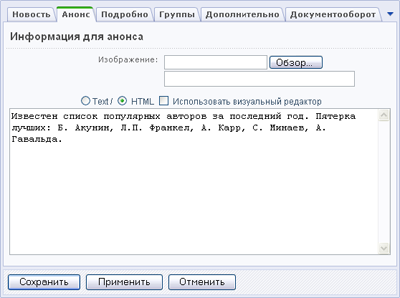 Новость Анонс Подробно Группы Дополнительно Документооборот
Информация для анонса
Изображение: Обзор...
Text / HTML Использовать визуальный редактор
Известен список популярных авторов за последний год. Пятерка
лучших: Б. Акунин, Л.П. Франкел, А. Карр, С. Минаев, А.
Гавальда.
Сохранить Применить Отменить